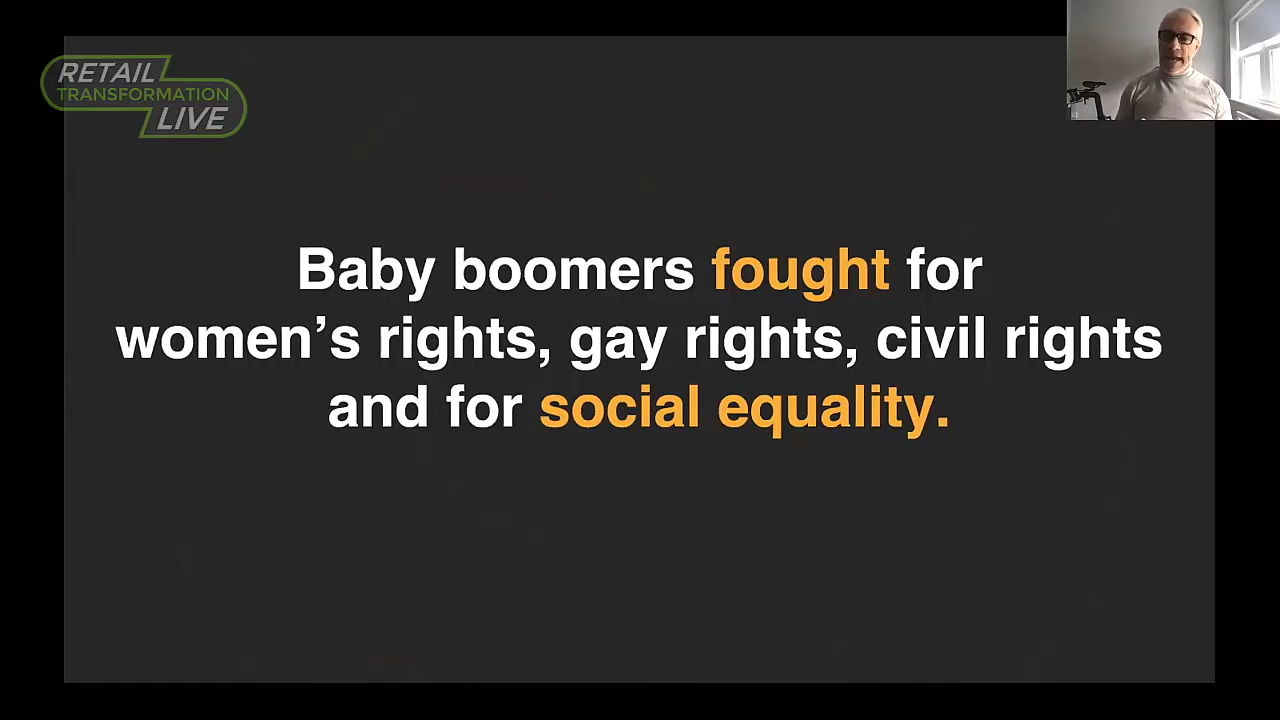 RETAIL
TRANSFORMATION
LIVE
Baby boomers fought for
women’s rights, gay rights, civil rights
and for social equality.